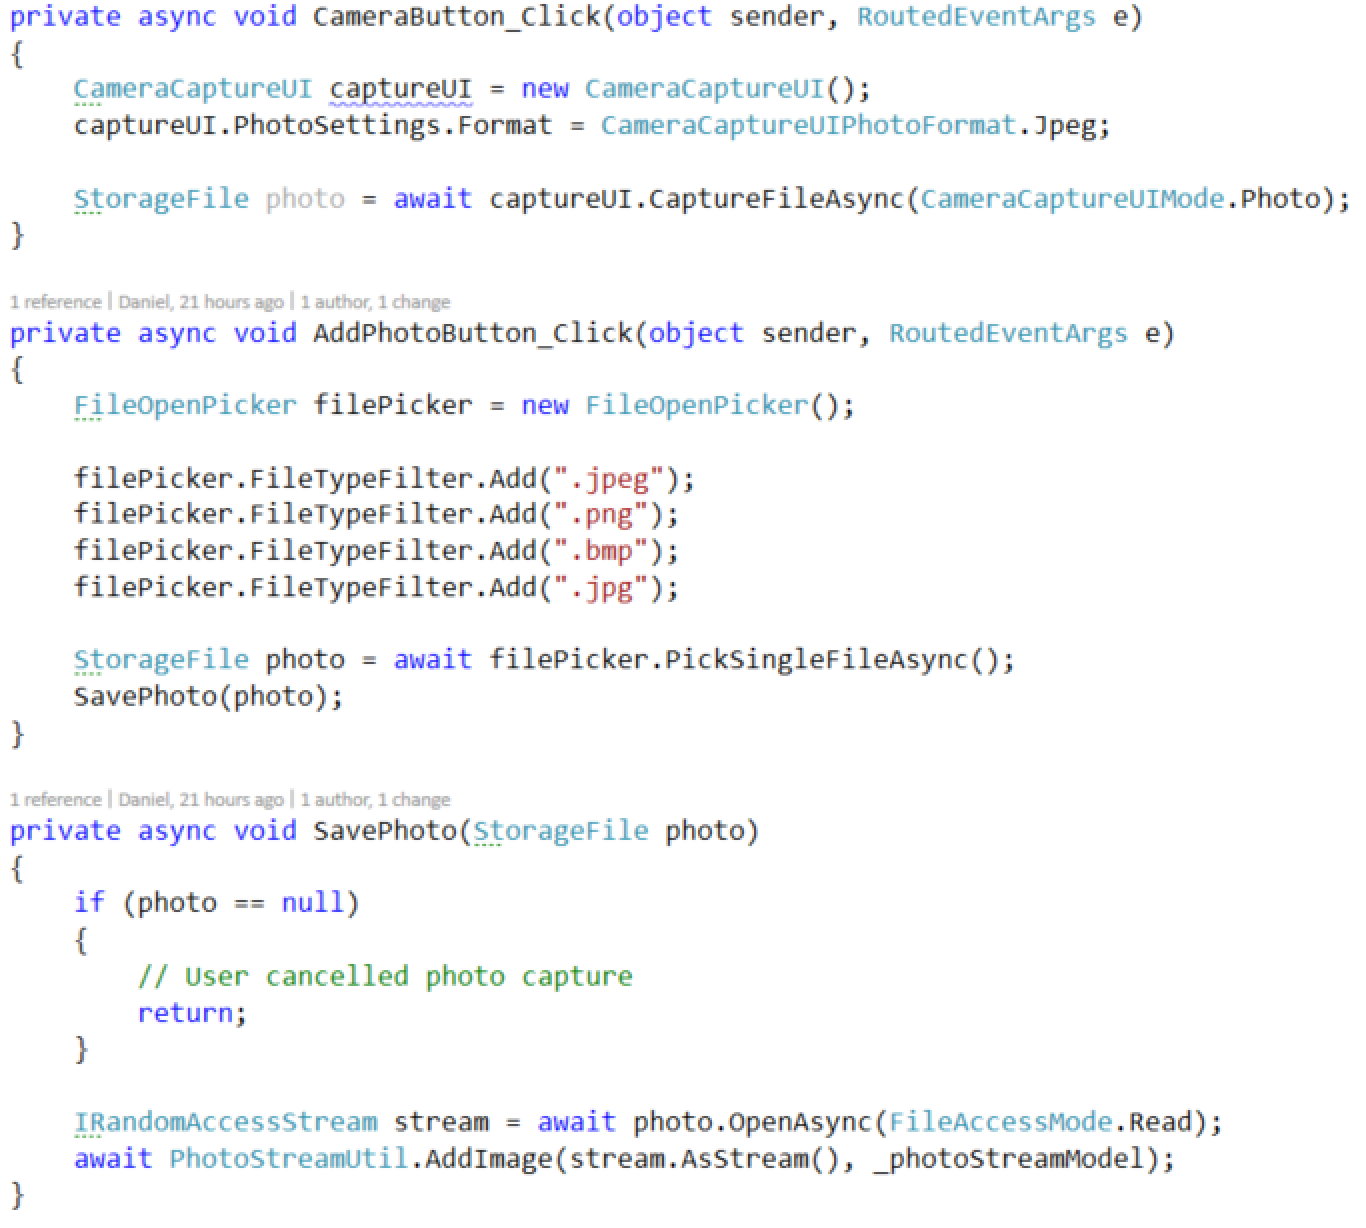 private async void CameraButton_Click(object sender, RoutedEventArgs e)
{
    CameraCaptureUI captureUI = new CameraCaptureUI();
    captureUI.PhotoSettings.Format = CameraCaptureUIPhotoFormat.Jpeg;

    StorageFile photo = await captureUI.CaptureFileAsync(CameraCaptureUIMode.Photo);
}

1 reference | Daniel, 21 hours ago | 1 author, 1 change
private async void AddPhotoButton_Click(object sender, RoutedEventArgs e)
{
    FileOpenPicker filePicker = new FileOpenPicker();

    filePicker.FileTypeFilter.Add(".jpeg");
    filePicker.FileTypeFilter.Add(".png");
    filePicker.FileTypeFilter.Add(".bmp");
    filePicker.FileTypeFilter.Add(".jpg");

    StorageFile photo = await filePicker.PickSingleFileAsync();
    SavePhoto(photo);
}

1 reference | Daniel, 21 hours ago | 1 author, 1 change
private async void SavePhoto(StorageFile photo)
{
    if (photo == null)
    {
        // User cancelled photo capture
        return;
    }

    IRandomAccessStream stream = await photo.OpenAsync(FileAccessMode.Read);
    await PhotoStreamUtil.AddImage(stream.AsStream(), _photoStreamModel);
}